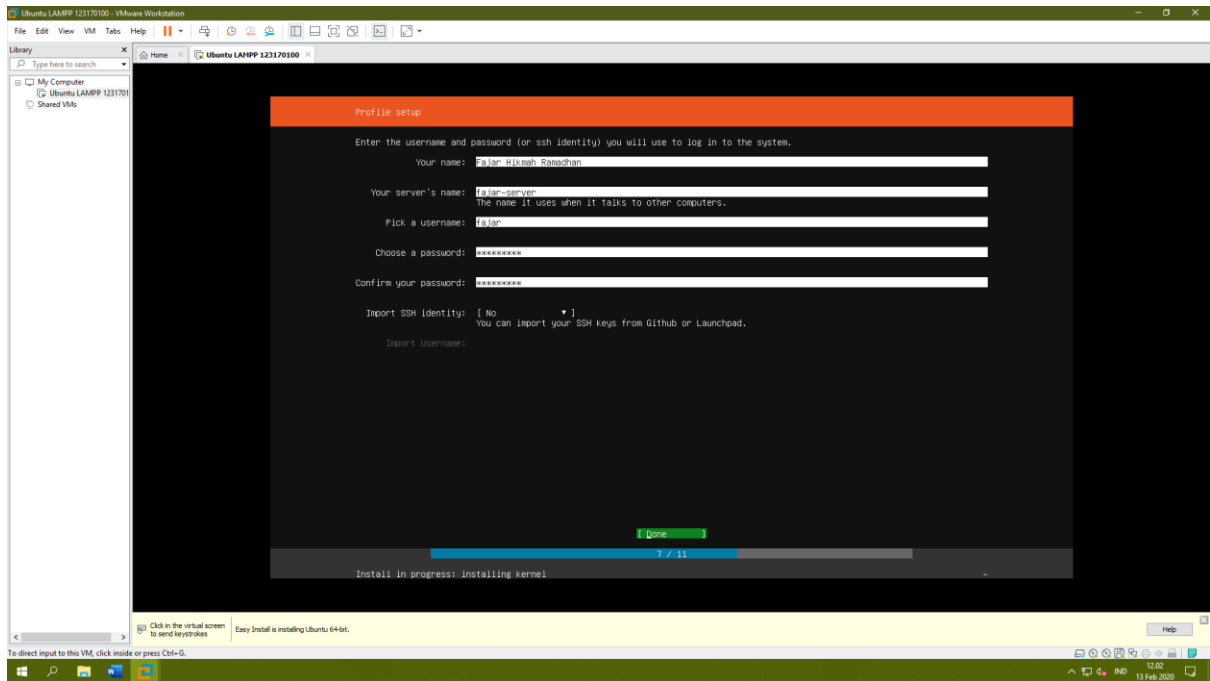 Ubuntu LAMPP 123170100 - VMware Workstation
File Edit View VM Tabs Help
Library
Type here to search
My Computer
Ubuntu LAMPP 1231701
Shared VMs
Home
Ubuntu LAMPP 123170100
Profile setup
Enter the username and password (or ssh identity) you will use to log in to the system.
Your name: Fajar Hikmah Ramadhan
Your server's name: fajar-server
The name it uses when it talks to other computers.
Pick a username: fajar
Choose a password: *********
Confirm your password: *********
Import SSH identity: [ No ▼ ]
You can import your SSH keys from Github or Launchpad.
Import Username:
[ Done ]
7 / 11
Install in progress: installing kernel
-
Click in the virtual screen
to send keystrokes
Easy Install is installing Ubuntu 64-bit.
Help
To direct input to this VM, click inside or press Ctrl+G.
IND
12.02
13 Feb 2020